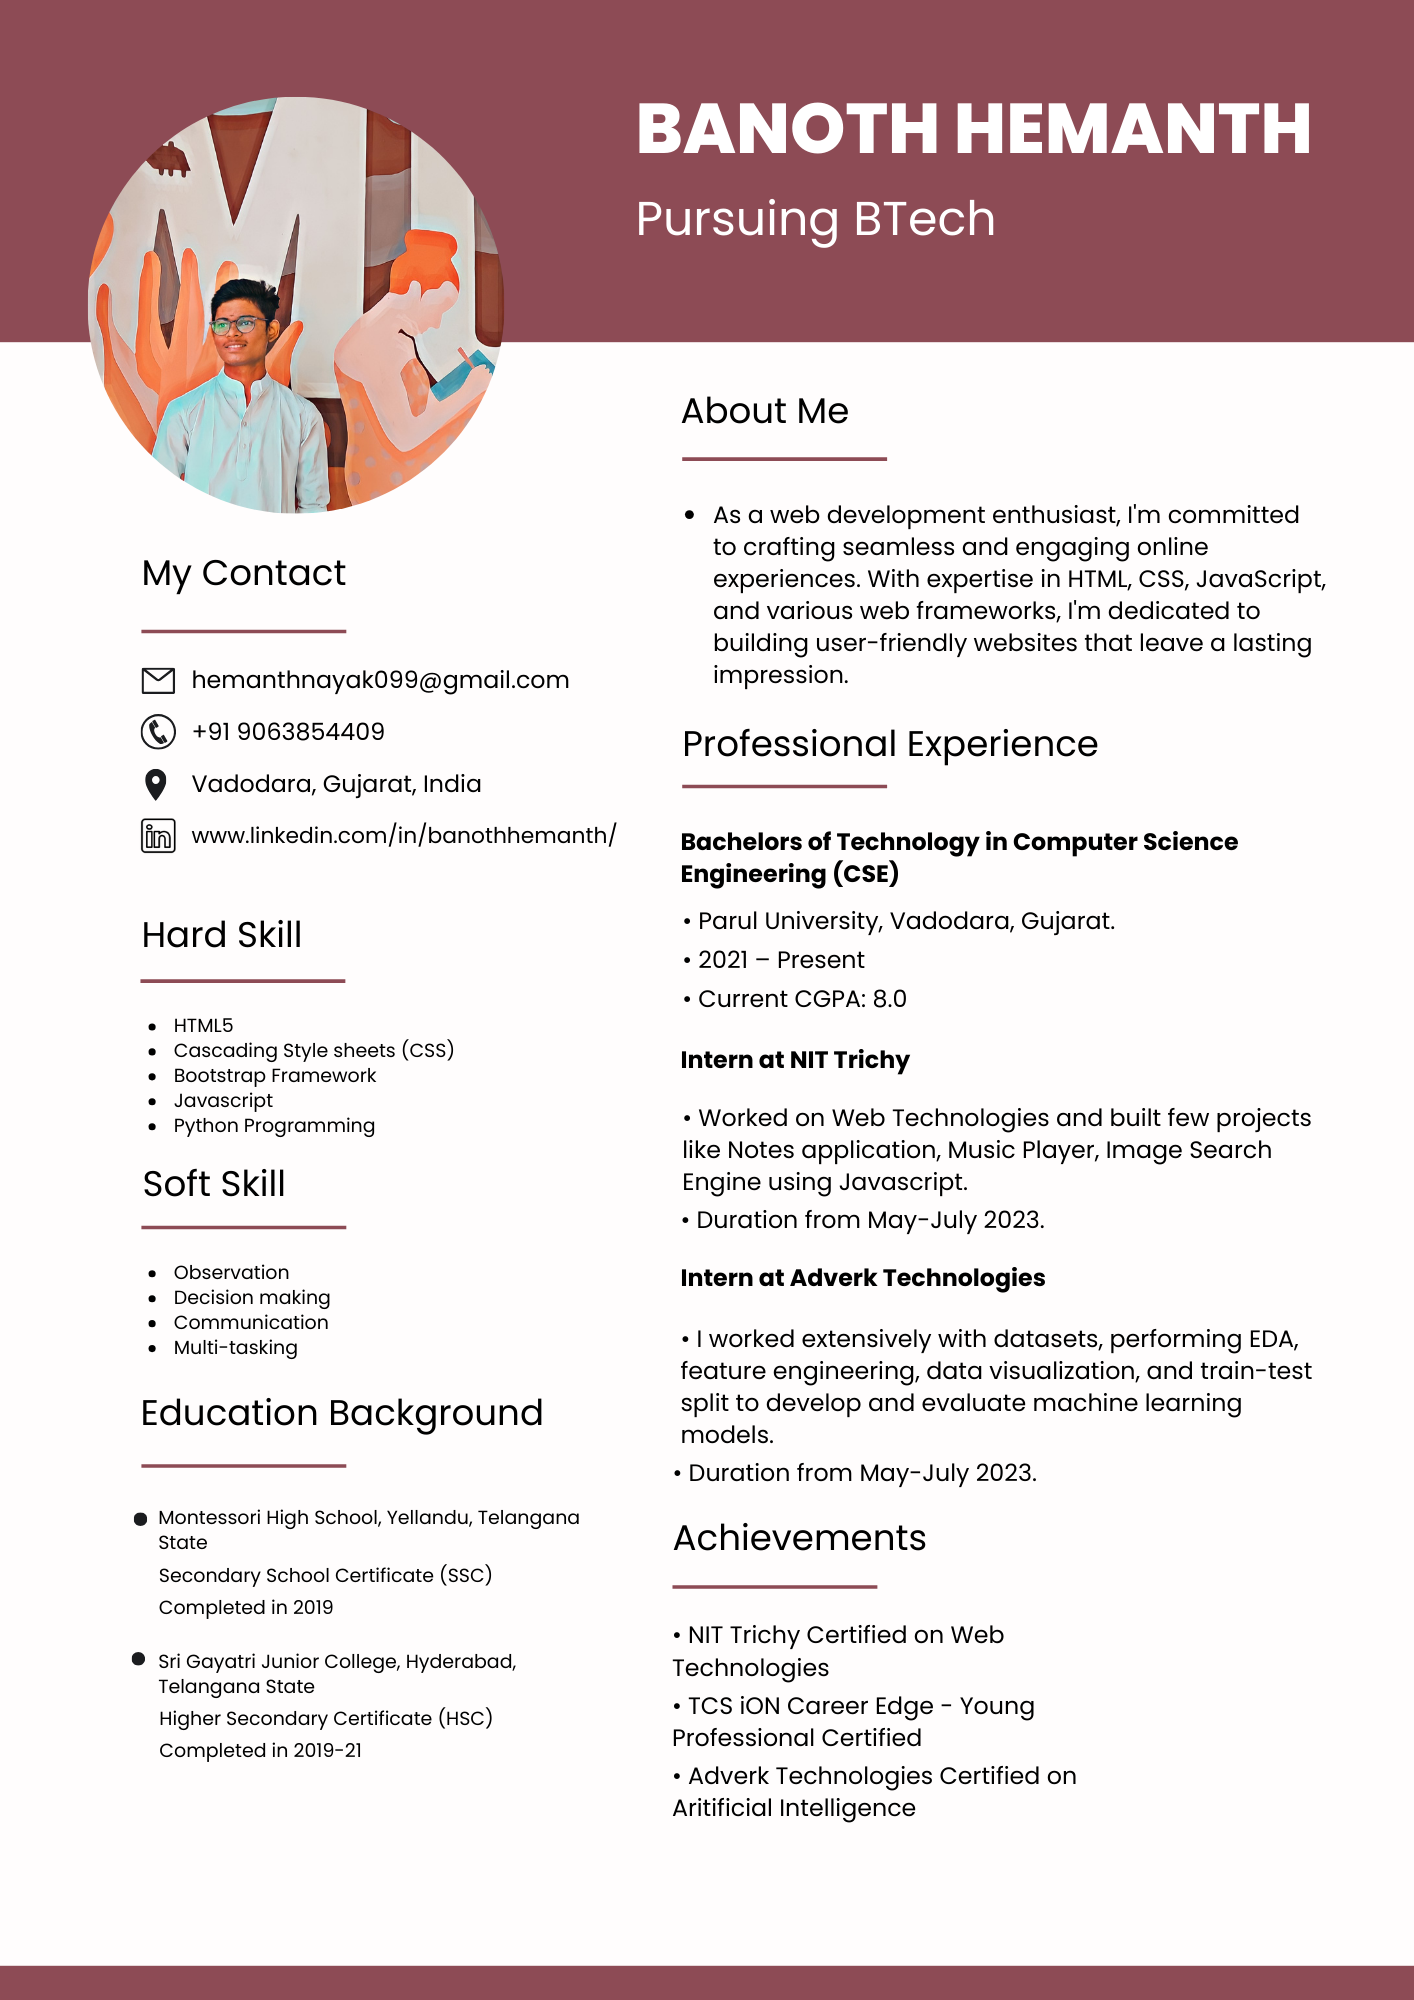 BANOTH HEMANTH
Pursuing BTech
My Contact
hemanthnayak099@gmail.com
+91 9063854409
Vadodara, Gujarat, India
www.linkedin.com/in/banothhemanth/
Hard Skill
• HTML5
• Cascading Style sheets (CSS)
• Bootstrap Framework
• Javascript
• Python Programming
Soft Skill
• Observation
• Decision making
• Communication
• Multi-tasking
Education Background
• Montessori High School, Yellandu, Telangana
State
Secondary School Certificate (SSC)
Completed in 2019
• Sri Gayatri Junior College, Hyderabad,
Telangana State
Higher Secondary Certificate (HSC)
Completed in 2019-21
About Me
• As a web development enthusiast, I'm committed
to crafting seamless and engaging online
experiences. With expertise in HTML, CSS, JavaScript,
and various web frameworks, I'm dedicated to
building user-friendly websites that leave a lasting
impression.
Professional Experience
Bachelors of Technology in Computer Science
Engineering (CSE)
• Parul University, Vadodara, Gujarat.
• 2021 – Present
• Current CGPA: 8.0
Intern at NIT Trichy
• Worked on Web Technologies and built few projects
like Notes application, Music Player, Image Search
Engine using Javascript.
• Duration from May-July 2023.
Intern at Adverk Technologies
• I worked extensively with datasets, performing EDA,
feature engineering, data visualization, and train-test
split to develop and evaluate machine learning
models.
• Duration from May-July 2023.
Achievements
• NIT Trichy Certified on Web
Technologies
• TCS iON Career Edge - Young
Professional Certified
• Adverk Technologies Certified on
Aritificial Intelligence